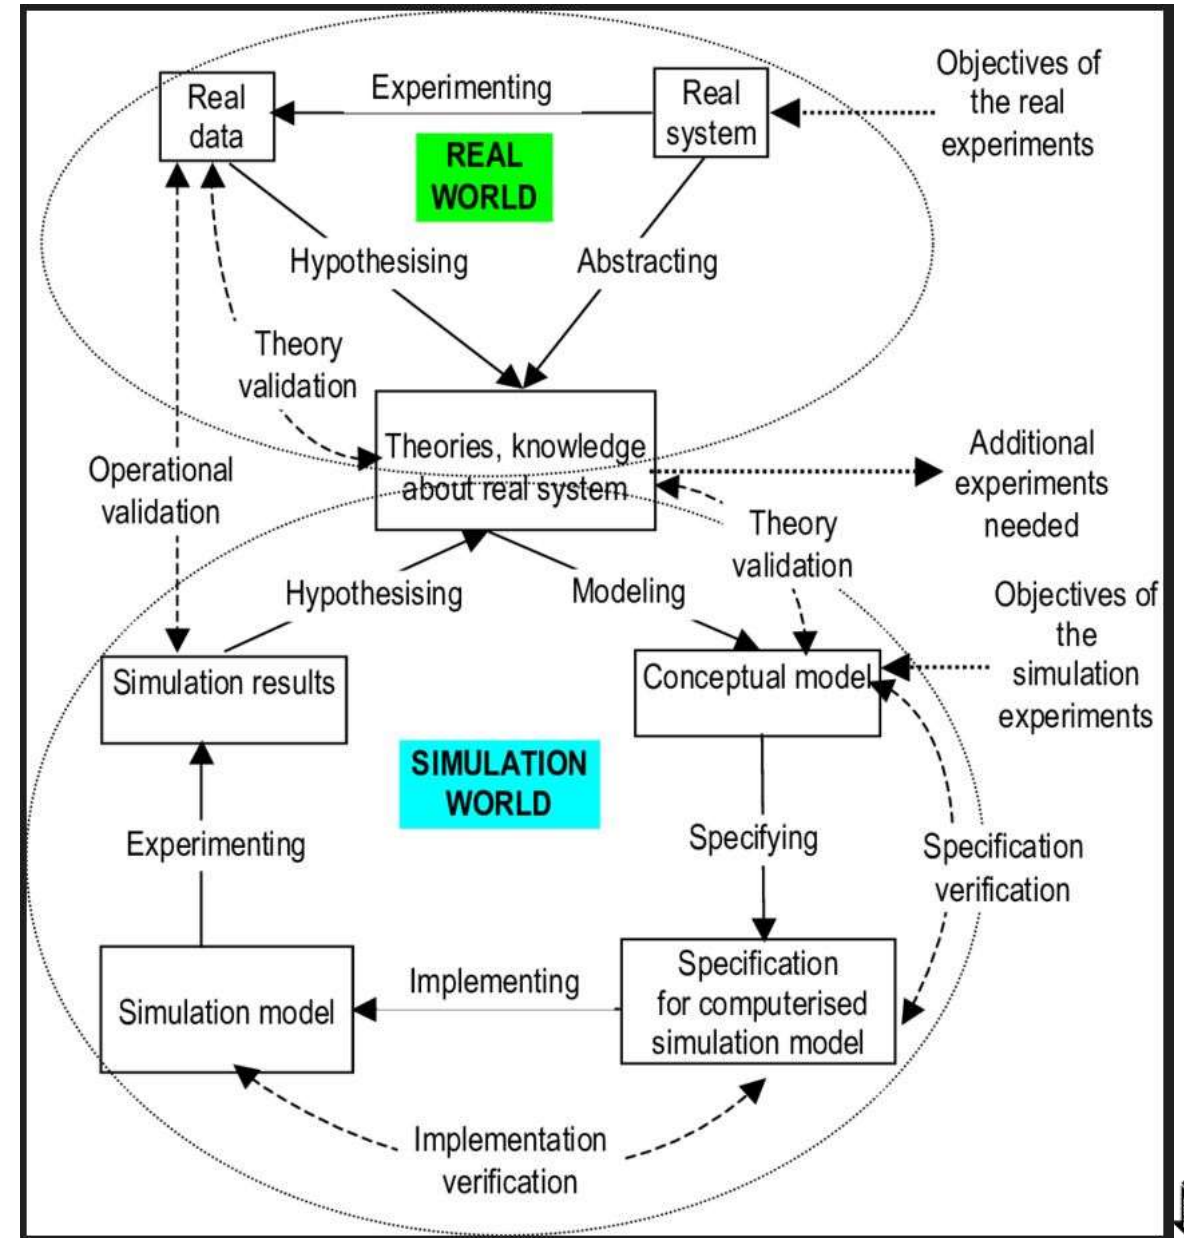 Real
data
Experimenting
Real
system
Objectives of
the real
experiments
REAL
WORLD
Hypothesising
Abstracting
Theory
validation
Theories, knowledge
about real system
Operational
validation
Additional
experiments
needed
Theory
validation
Hypothesising
Modeling
Objectives of
the
simulation
experiments
Simulation results
Conceptual model
SIMULATION
WORLD
Experimenting
Specifying
Specification
verification
Simulation model
Implementing
Specification
for computerised
simulation model
Implementation
verification